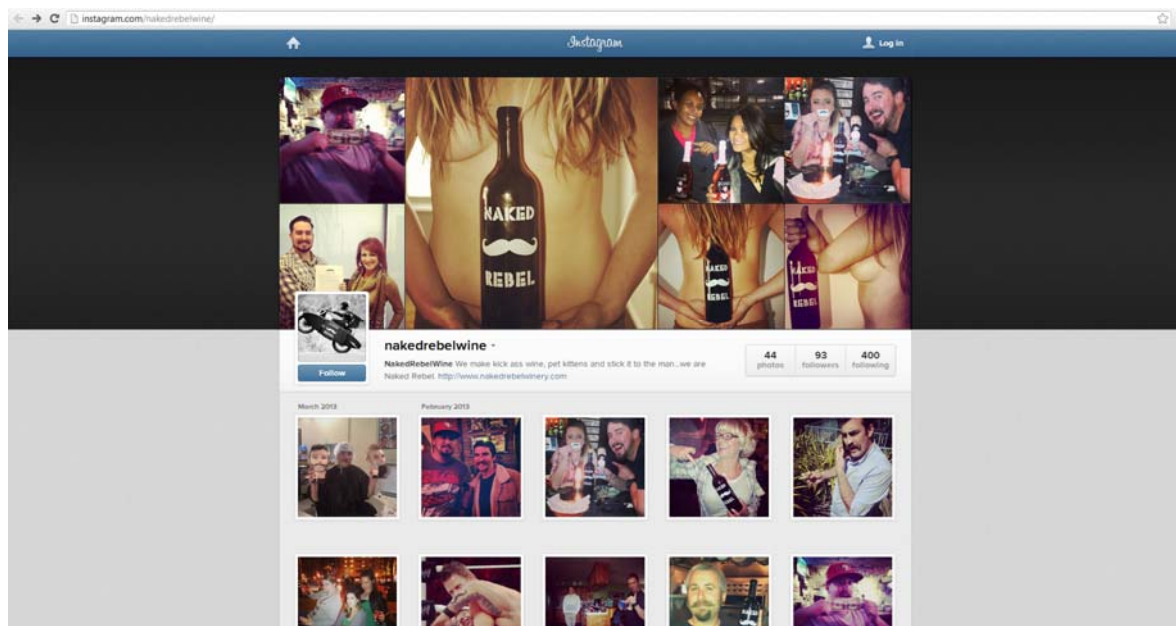 instagram.com/nakedrebelwine/
Instagram
Log in
NAKED
REBEL
NAKED
REBEL
NAKED
REBEL
nakedrebelwine
NakedRebelWine We make kick ass wine, pet kittens and stick it to the man...we are
Naked Rebel. http://www.nakedrebelwinery.com
44 photos
93 followers
400 following
Follow
March 2013
February 2013